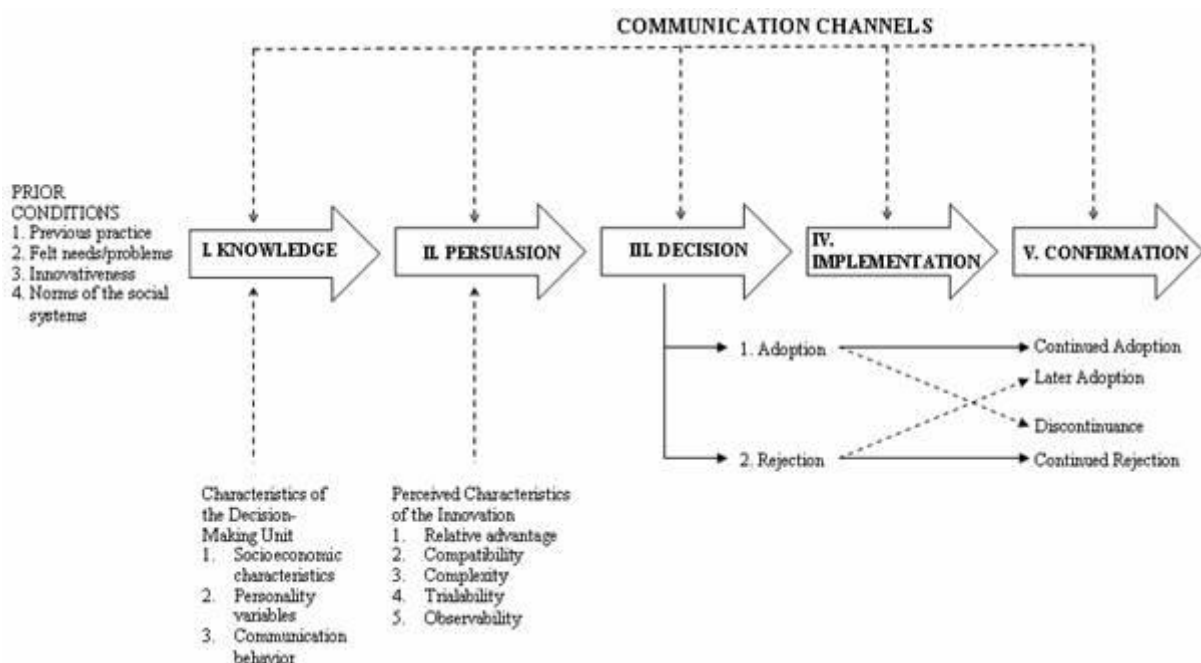 COMMUNICATION CHANNELS
PRIOR
CONDITIONS
1. Previous practice
2. Felt needs/problems
3. Innovativeness
4. Norms of the social
systems
I. KNOWLEDGE
II. PERSUASION
III. DECISION
IV.
IMPLEMENTATION
V. CONFIRMATION
1. Adoption
Continued Adoption
Later Adoption
Discontinuance
2. Rejection
Continued Rejection
Characteristics of
the Decision-
Making Unit
1. Socioeconomic
characteristics
2. Personality
variables
3. Communication
behavior
Perceived Characteristics
of the Innovation
1. Relative advantage
2. Compatibility
3. Complexity
4. Trialability
5. Observability